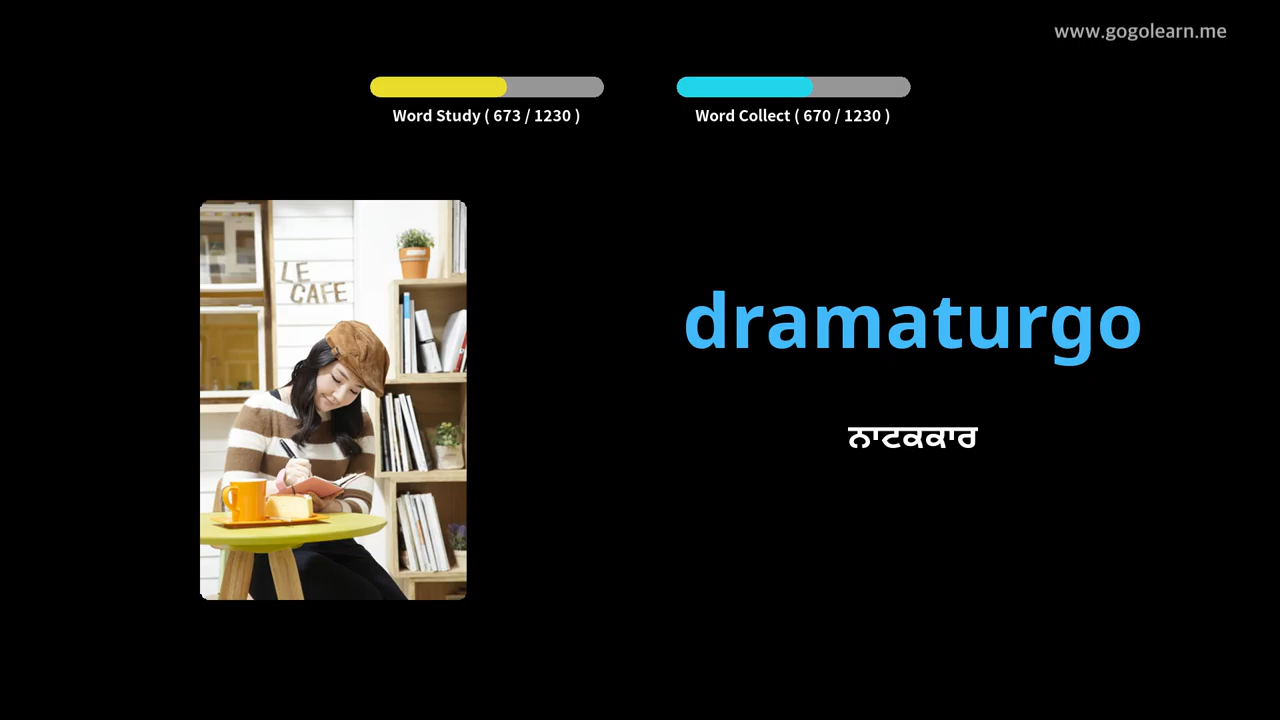 www.gogolearn.me
Word Study ( 673 / 1230 )
Word Collect ( 670 / 1230 )
LE
CAFE
dramaturgo
ਨਾਟਕਕਾਰ